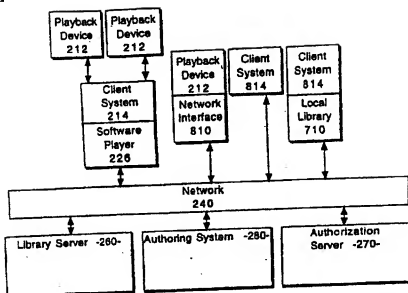 Playback
Device
212
Playback
Device
212
Client
System
214
Software
Player
226
Playback
Device
212
Network
Interface
810
Client
System
814
Client
System
814
Local
Library
710
Network
240
Library Server -260-
Authoring System -280-
Authorization
Server -270-